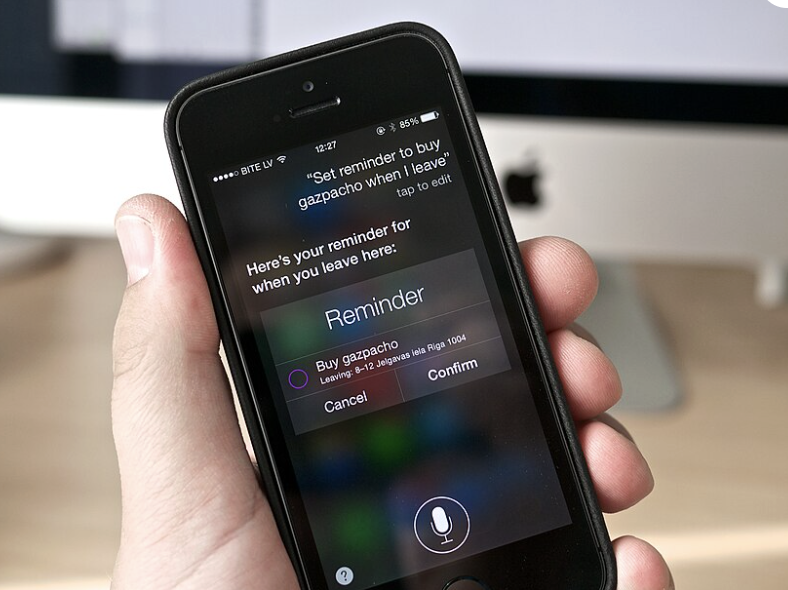 BITE LV 12:27 85%
“Set reminder to buy
gazpacho when I leave”
tap to edit
Here's your reminder for
when you leave here:
Reminder
Buy gazpacho
Leaving: 8–12 Jelgavas iela Riga 1004
Cancel Confirm
?